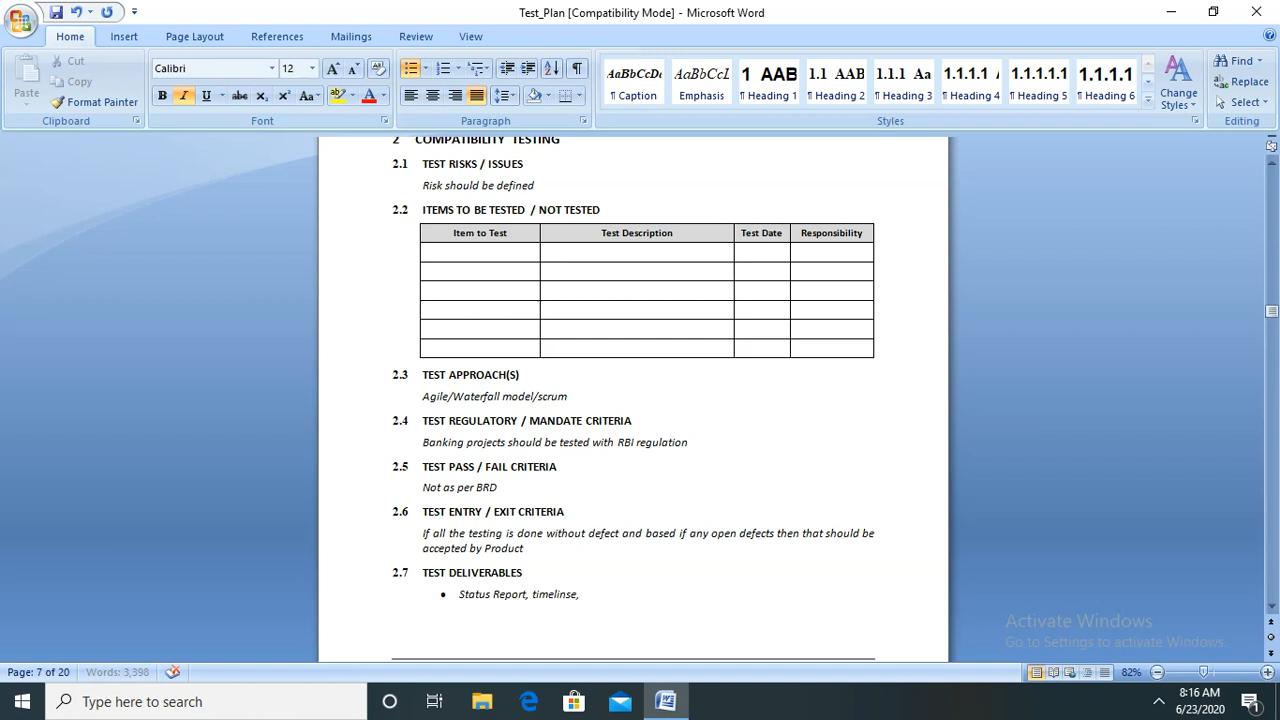 Test_Plan [Compatibility Mode] - Microsoft Word
Home Insert Page Layout References Mailings Review View
Paste
Cut
Copy
Format Painter
Clipboard
Calibri 12
Font
Paragraph
AaBbCcDı AaBbCcL 1 AAB 1.1 AAB 1.1.1 Aa 1.1.1.1 1.1.1.1.1 1.1.1.1
¶ Caption Emphasis ¶ Heading 1 ¶ Heading 2 ¶ Heading 3 ¶ Heading 4 ¶ Heading 5 ¶ Heading 6
Change Styles
Styles
Find
Replace
Select
Editing
2 COMPATIBILITY TESTING
2.1 TEST RISKS / ISSUES
Risk should be defined
2.2 ITEMS TO BE TESTED / NOT TESTED
Item to Test Test Description Test Date Responsibility
2.3 TEST APPROACH(S)
Agile/Waterfall model/scrum
2.4 TEST REGULATORY / MANDATE CRITERIA
Banking projects should be tested with RBI regulation
2.5 TEST PASS / FAIL CRITERIA
Not as per BRD
2.6 TEST ENTRY / EXIT CRITERIA
If all the testing is done without defect and based if any open defects then that should be
accepted by Product
2.7 TEST DELIVERABLES
• Status Report, timelinse,
Activate Windows
Go to Settings to activate Windows.
Page: 7 of 20 Words: 3,398 82%
Type here to search
8:16 AM
6/23/2020